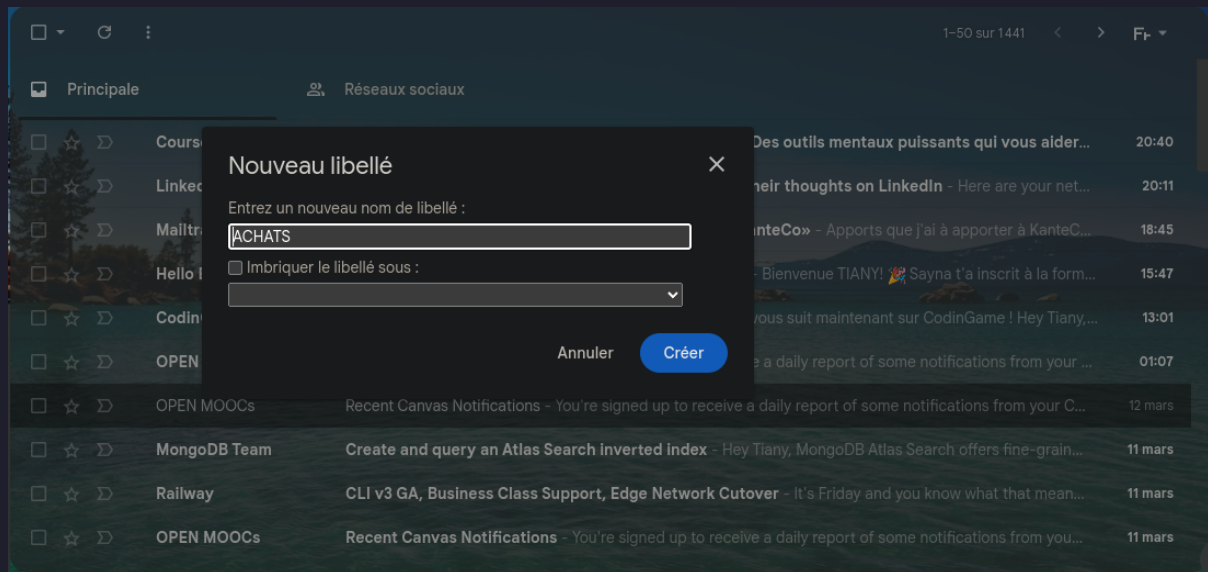 1–50 sur 1441
Principale
Réseaux sociaux
Cours
Des outils mentaux puissants qui vous aider... 20:40
Nouveau libellé
Linked
heir thoughts on LinkedIn - Here are your net... 20:11
Entrez un nouveau nom de libellé :
Mailtra
anteCo» - Apports que j'ai à apporter à KanteC... 18:45
ACHATS
Hello
- Bienvenue TIANY! 🎉 Sayna t'a inscrit à la form... 15:47
Imbriquer le libellé sous :
Coding
vous suit maintenant sur CodinGame ! Hey Tiany,... 13:01
Annuler
Créer
OPEN
e a daily report of some notifications from your ... 01:07
OPEN MOOCs Recent Canvas Notifications - You're signed up to receive a daily report of some notifications from your C... 12 mars
MongoDB Team Create and query an Atlas Search inverted index - Hey Tiany, MongoDB Atlas Search offers fine-grain... 11 mars
Railway CLI v3 GA, Business Class Support, Edge Network Cutover - It's Friday and you know what that mean... 11 mars
OPEN MOOCs Recent Canvas Notifications - You're signed up to receive a daily report of some notifications from you... 11 mars